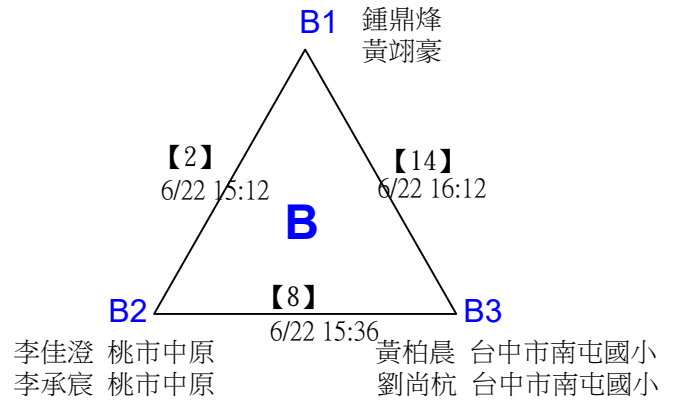 B1 鍾鼎烽
黃翊豪
【2】
6/22 15:12
【14】
6/22 16:12
B
【8】
6/22 15:36
B2
B3
李佳澄 桃市中原
李承宸 桃市中原
黃柏晨 台中市南屯國小
劉尚杭 台中市南屯國小